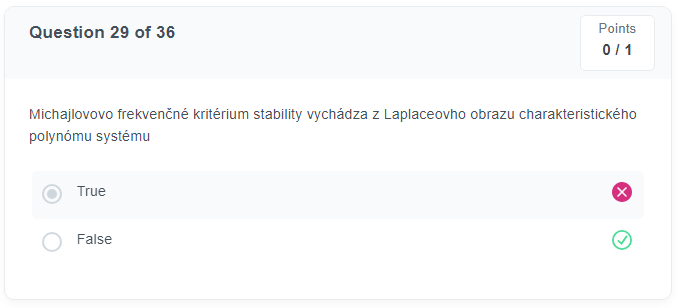 Question 29 of 36
Points
0 / 1
Michajlovovo frekvenčné kritérium stability vychádza z Laplaceovho obrazu charakteristického
polynómu systému
True
False